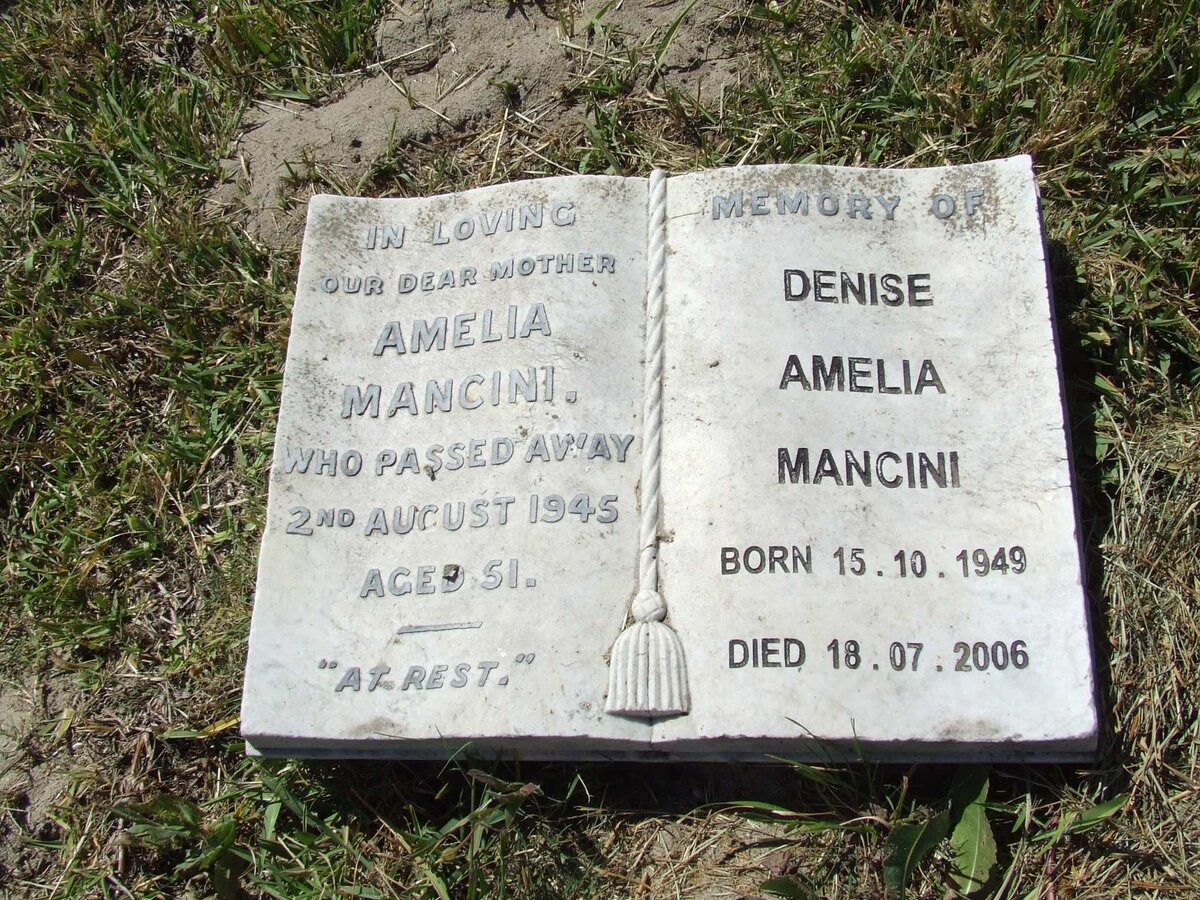 IN LOVING
OUR DEAR MOTHER
AMELIA
MANCINI.
WHO PASSED AWAY
2ND AUGUST 1945
AGED 51.
"AT REST."
MEMORY OF
DENISE
AMELIA
MANCINI
BORN 15.10.1949
DIED 18.07.2006